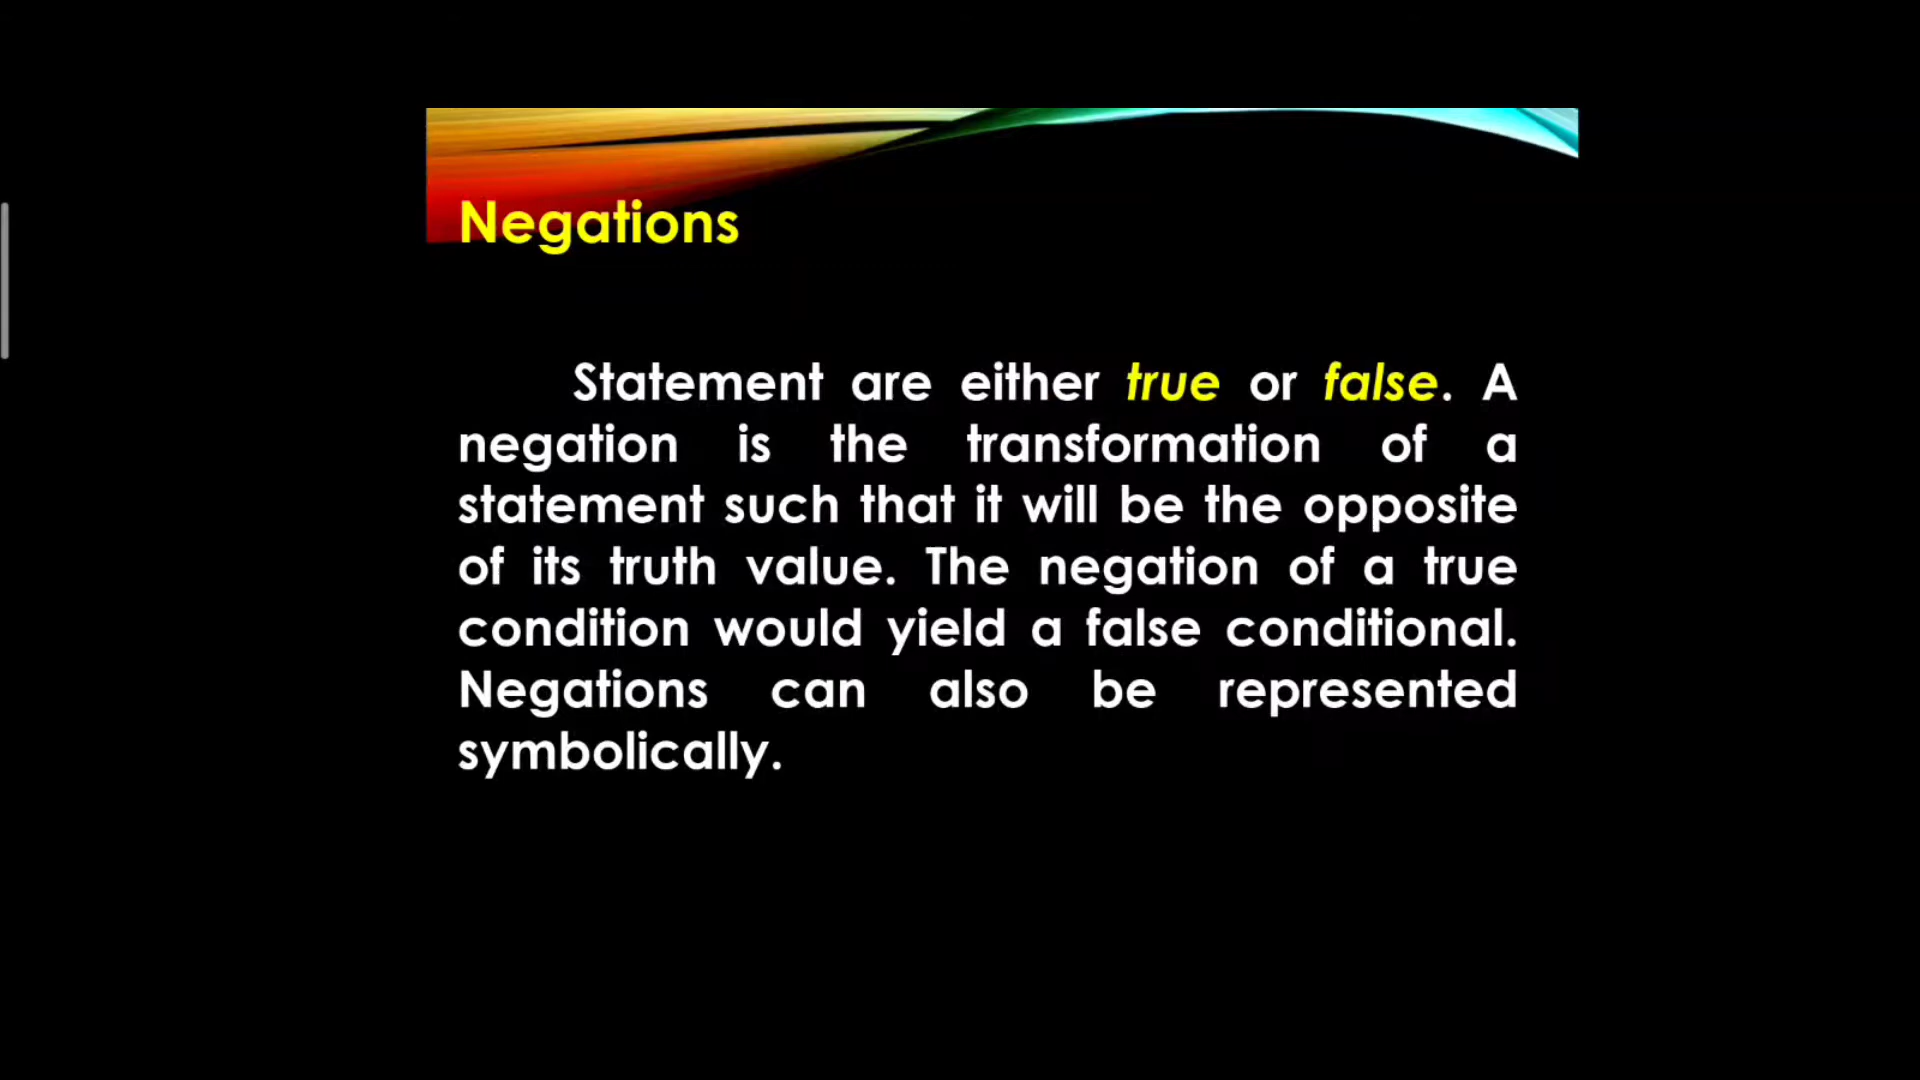 Negations
Statement are either true or false. A
negation is the transformation of a
statement such that it will be the opposite
of its truth value. The negation of a true
condition would yield a false conditional.
Negations can also be represented
symbolically.